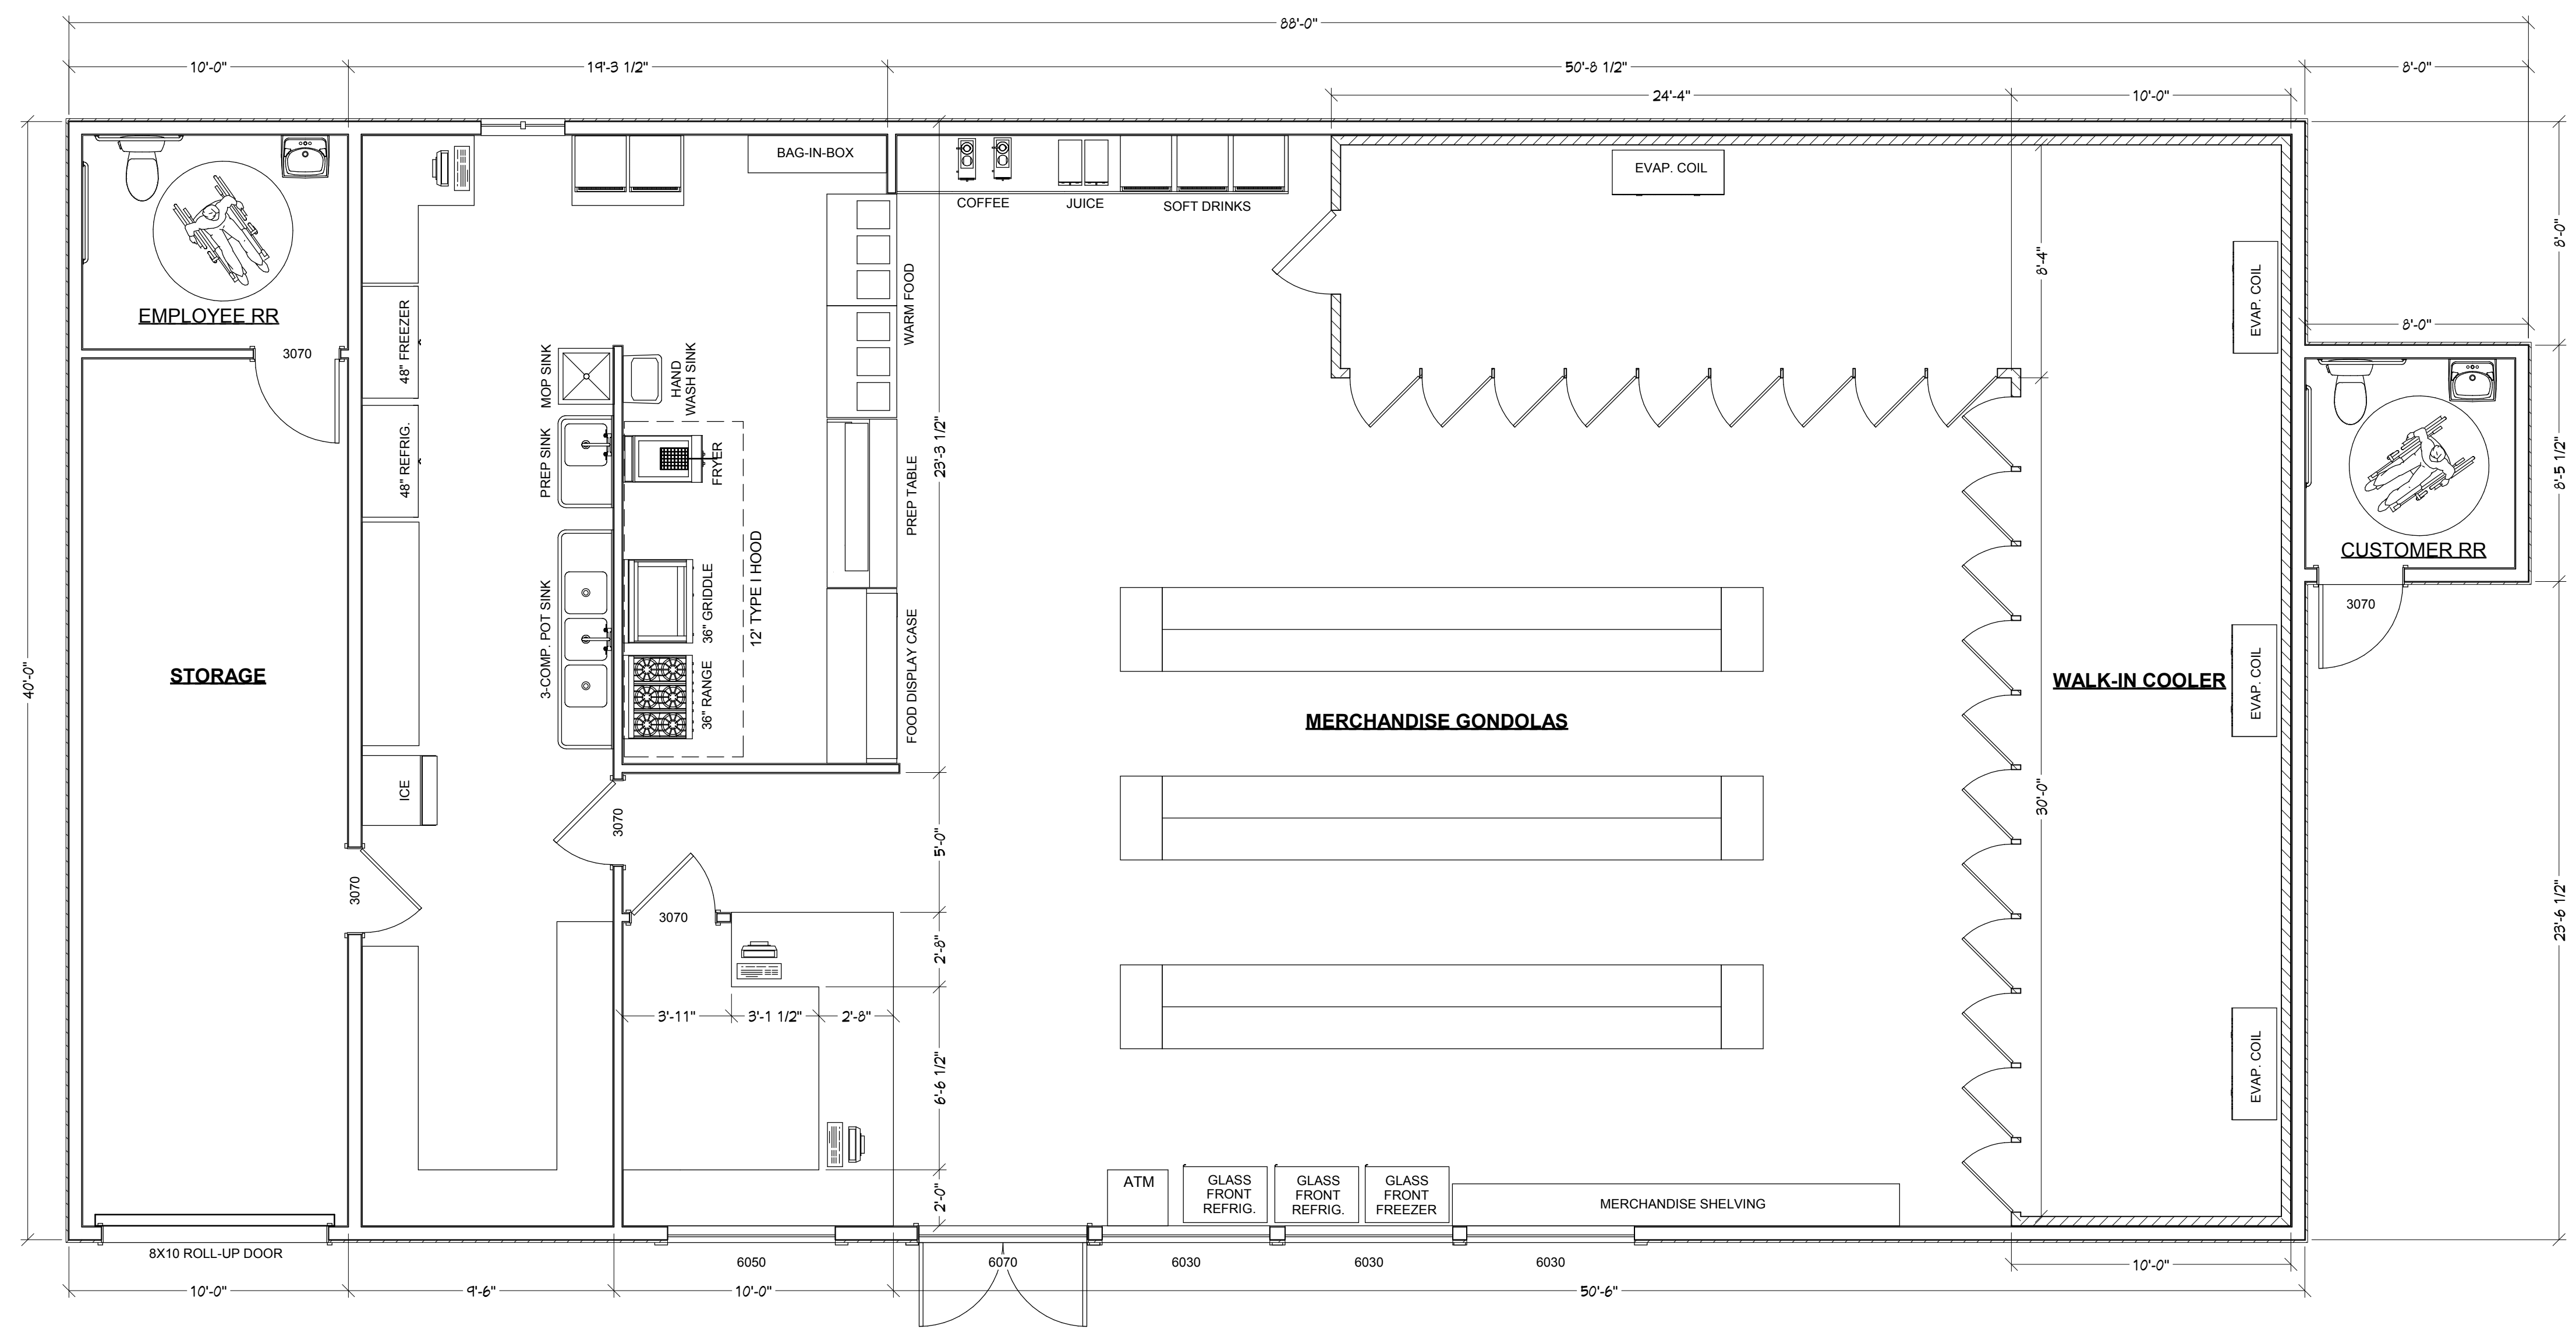 88'-0"
10'-0"
19'-3 1/2"
50'-8 1/2"
8'-0"
24'-4"
10'-0"
BAG-IN-BOX
COFFEE
JUICE
SOFT DRINKS
EVAP. COIL
8'-0"
8'-4"
EVAP. COIL
WARM FOOD
EMPLOYEE RR
8'-0"
3070
48" FREEZER
MOP SINK
HAND
WASH SINK
48" REFRIG.
PREP SINK
FRYER
PREP TABLE
23'-3 1/2"
8'-5 1/2"
CUSTOMER RR
12' TYPE I HOOD
36" GRIDDLE
3070
3-COMP. POT SINK
40'-0"
STORAGE
36" RANGE
FOOD DISPLAY CASE
WALK-IN COOLER
EVAP. COIL
MERCHANDISE GONDOLAS
ICE
3070
30'-0"
5'-0"
3070
3070
23'-6 1/2"
2'-8"
3'-11"
3'-1 1/2"
2'-8"
6'-6 1/2"
EVAP. COIL
ATM
GLASS
FRONT
REFRIG.
GLASS
FRONT
REFRIG.
GLASS
FRONT
FREEZER
MERCHANDISE SHELVING
2'-0"
8X10 ROLL-UP DOOR
6050
6070
6030
6030
6030
10'-0"
10'-0"
9'-6"
10'-0"
50'-6"